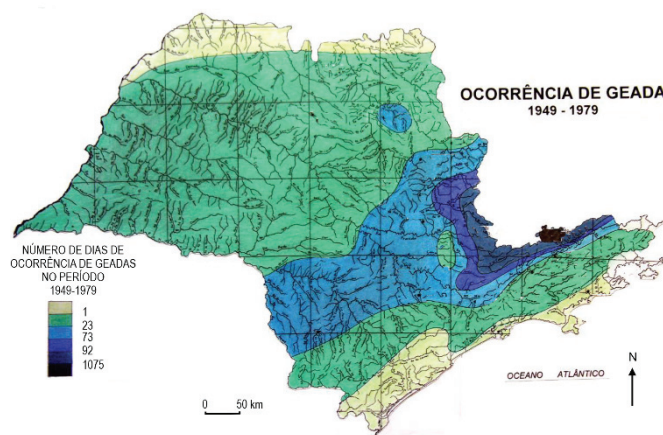 OCORRÊNCIA DE GEADA
1949 - 1979
NÚMERO DE DIAS DE
OCORRÊNCIA DE GEADAS
NO PERÍODO
1949-1979
1
23
73
92
1075
0 50 km
OCEANO ATLÂNTICO
N